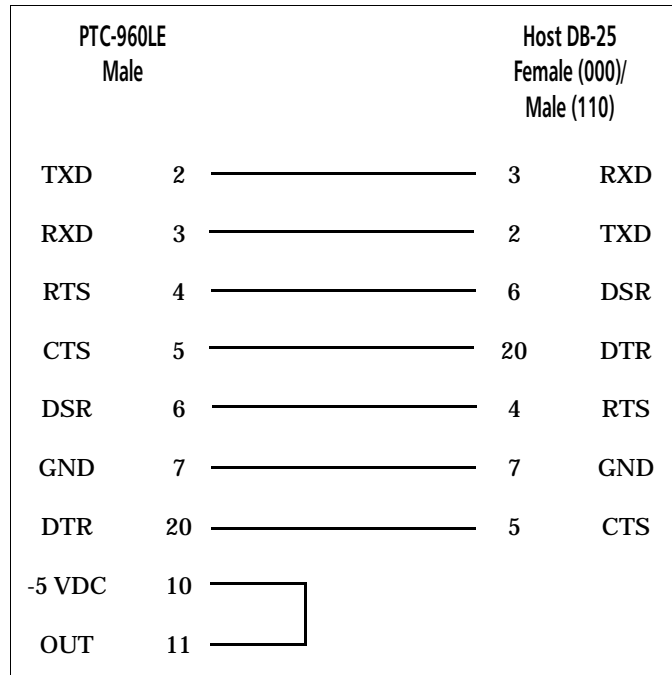 PTC-960LE Host DB-25
Male Female (000)/
Male (110)
TXD 2 3 RXD
RXD 3 2 TXD
RTS 4 6 DSR
CTS 5 20 DTR
DSR 6 4 RTS
GND 7 7 GND
DTR 20 5 CTS
-5 VDC 10
OUT 11